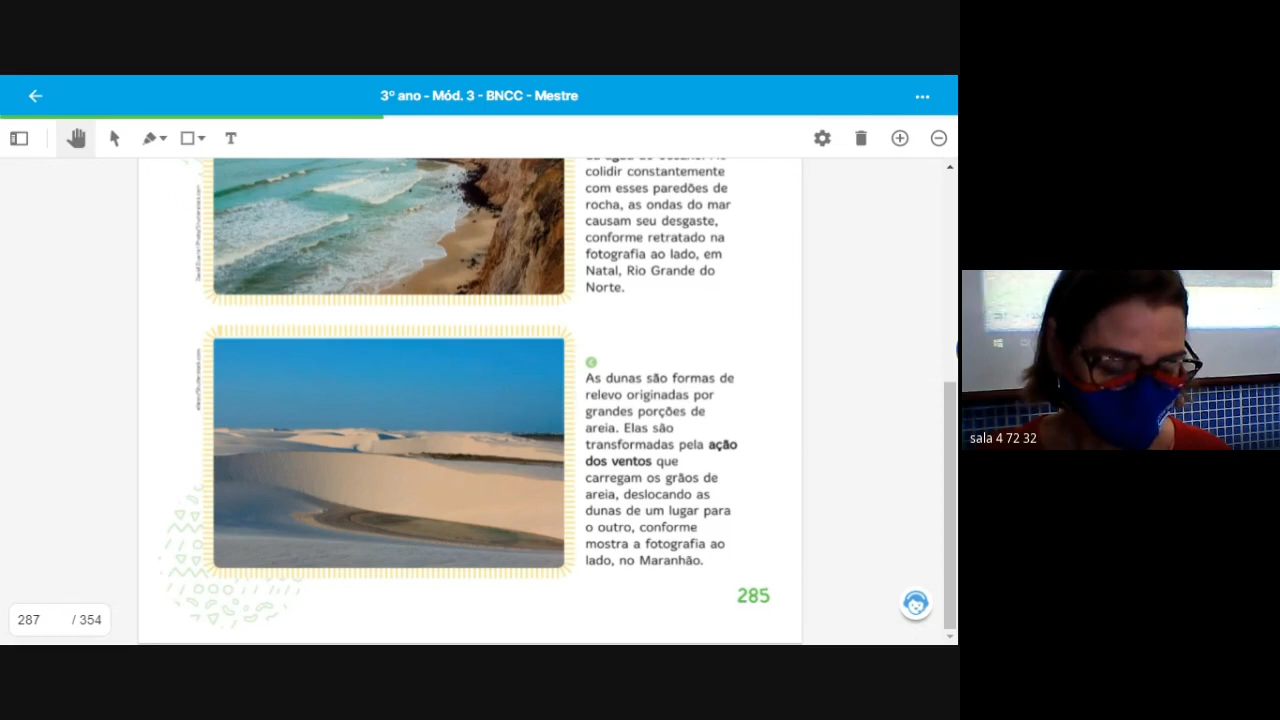 3º ano - Mód. 3 - BNCC - Mestre
T
colidir constantemente
com esses paredões de
rocha, as ondas do mar
causam seu desgaste,
conforme retratado na
fotografia ao lado, em
Natal, Rio Grande do
Norte.
As dunas são formas de
relevo originadas por
grandes porções de
areia. Elas são
transformadas pela ação
dos ventos que
carregam os grãos de
areia, deslocando as
dunas de um lugar para
o outro, conforme
mostra a fotografia ao
lado, no Maranhão.
285
287 / 354
sala 4 72 32